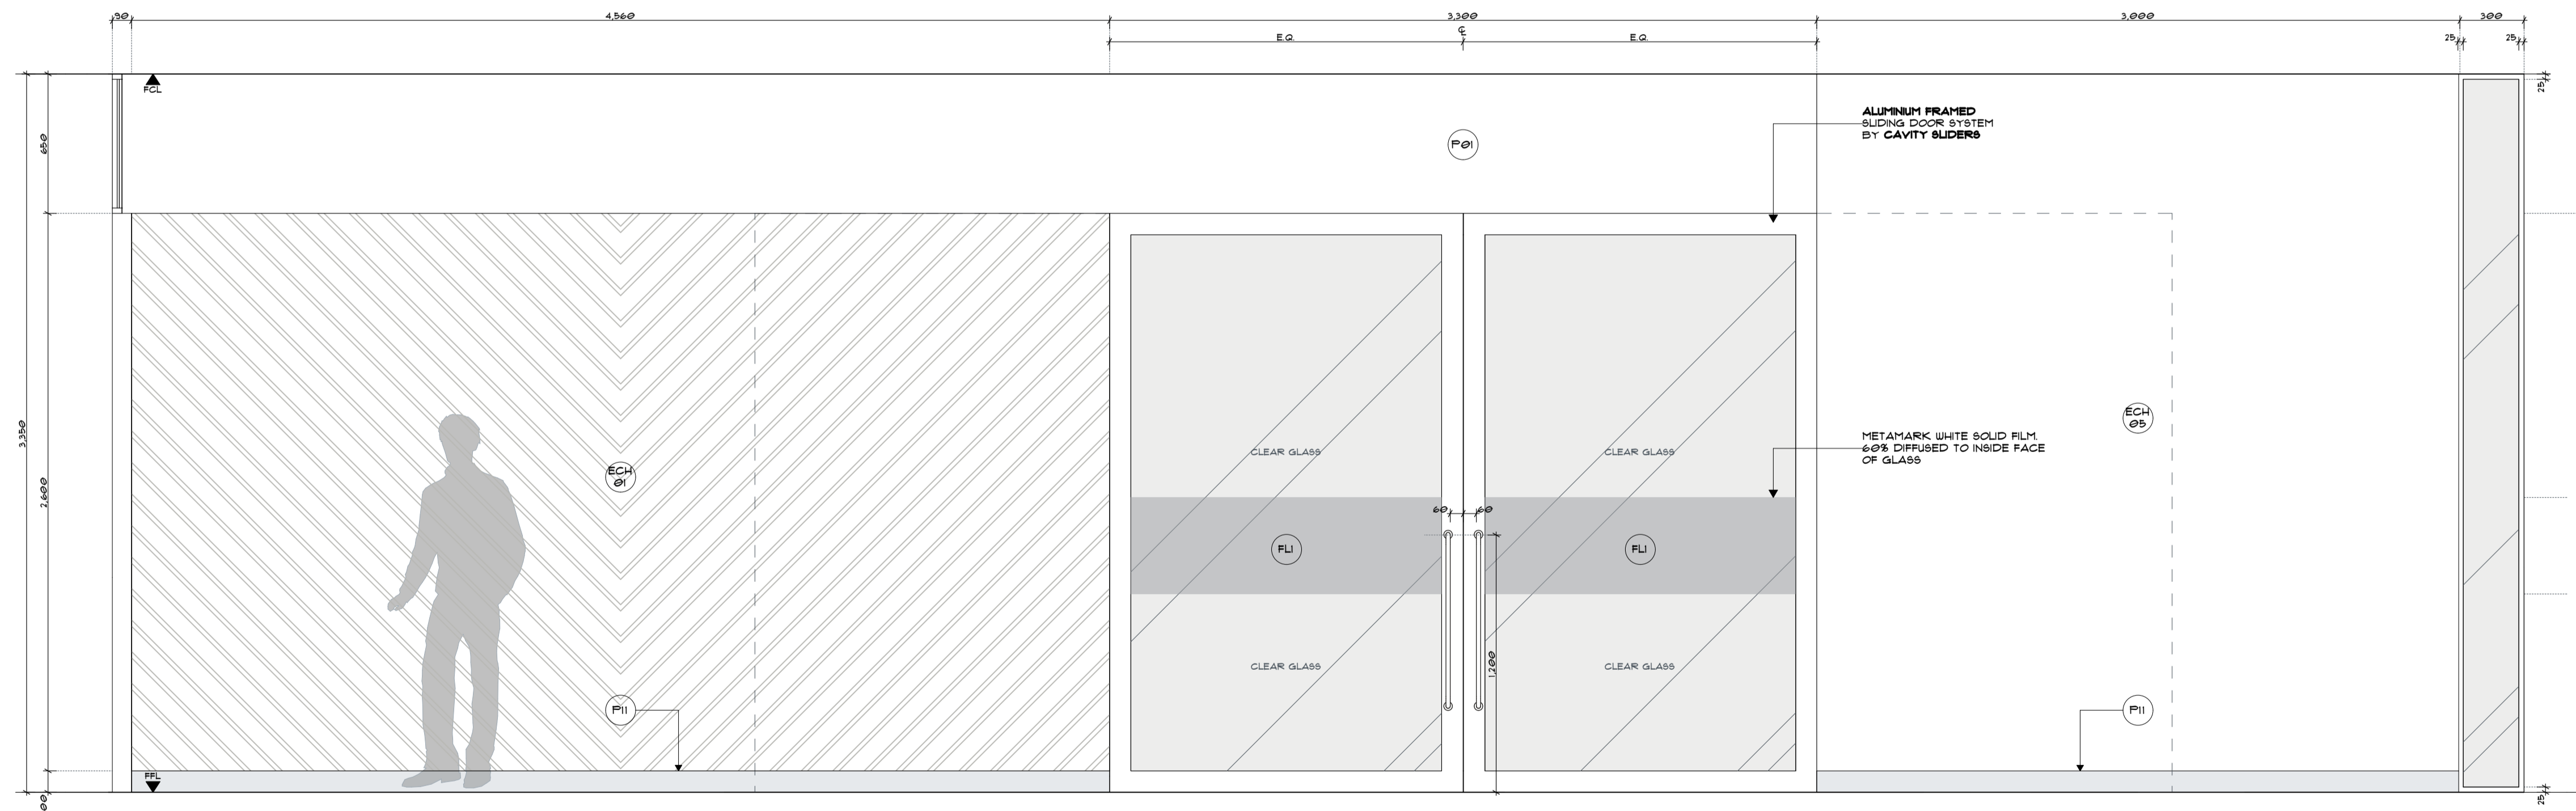 90
4,560
3,300
3,000
300
E.Q.
℄
E.Q.
25
25
FCL
25
650
ALUMINIUM FRAMED
SLIDING DOOR SYSTEM
BY CAVITY SLIDERS
P01
3,350
2,600
ECH
01
ECH
05
CLEAR GLASS
CLEAR GLASS
METAMARK WHITE SOLID FILM.
60% DIFFUSED TO INSIDE FACE
OF GLASS
60
60
FL1
FL1
CLEAR GLASS
1,200
CLEAR GLASS
P11
P11
FFL
25